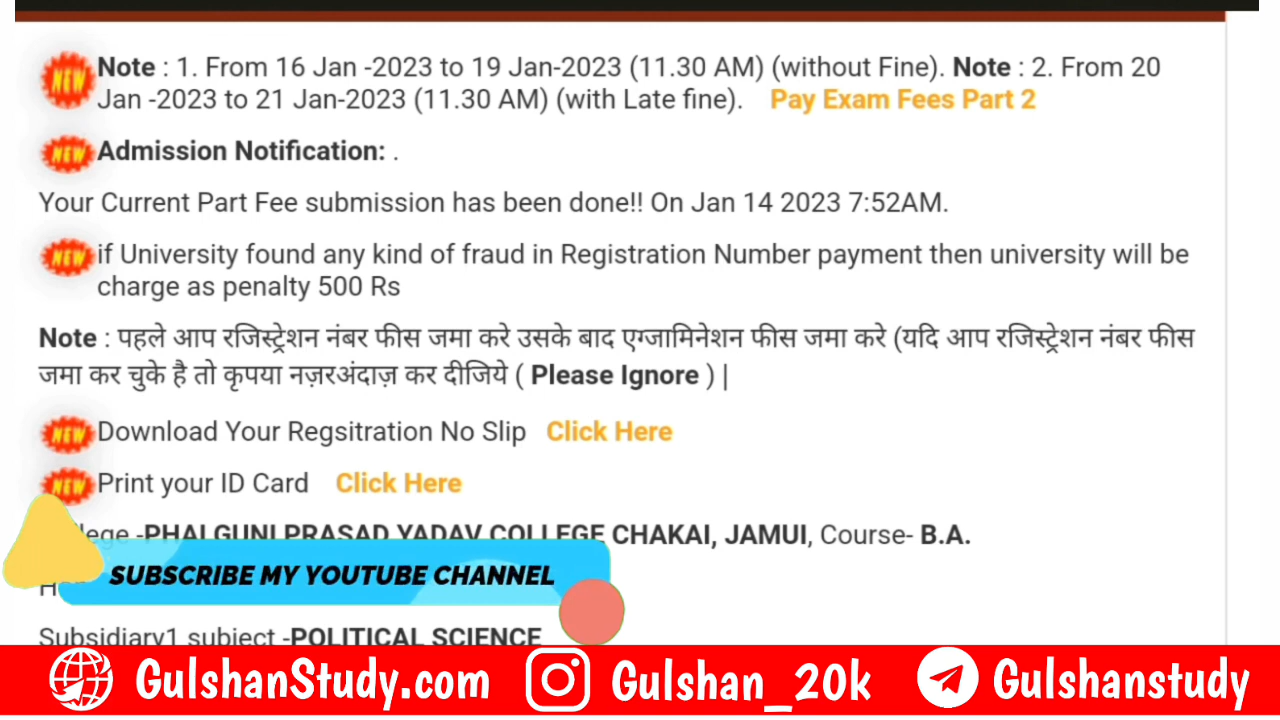 NEW Note : 1. From 16 Jan -2023 to 19 Jan-2023 (11.30 AM) (without Fine). Note : 2. From 20
Jan -2023 to 21 Jan-2023 (11.30 AM) (with Late fine). Pay Exam Fees Part 2
NEW Admission Notification: .
Your Current Part Fee submission has been done!! On Jan 14 2023 7:52AM.
NEW if University found any kind of fraud in Registration Number payment then university will be
charge as penalty 500 Rs
Note : पहले आप रजिस्ट्रेशन नंबर फीस जमा करे उसके बाद एग्जामिनेशन फीस जमा करे (यदि आप रजिस्ट्रेशन नंबर फीस
जमा कर चुके है तो कृपया नज़रअंदाज़ कर दीजिये ( Please Ignore ) |
NEW Download Your Regsitration No Slip Click Here
NEW Print your ID Card Click Here
PHALGUNI PRASAD YADAV COLLEGE CHAKAI, JAMUI, Course- B.A.
SUBSCRIBE MY YOUTUBE CHANNEL
Subsidiary1 subject -POLITICAL SCIENCE
GulshanStudy.com Gulshan_20k Gulshanstudy